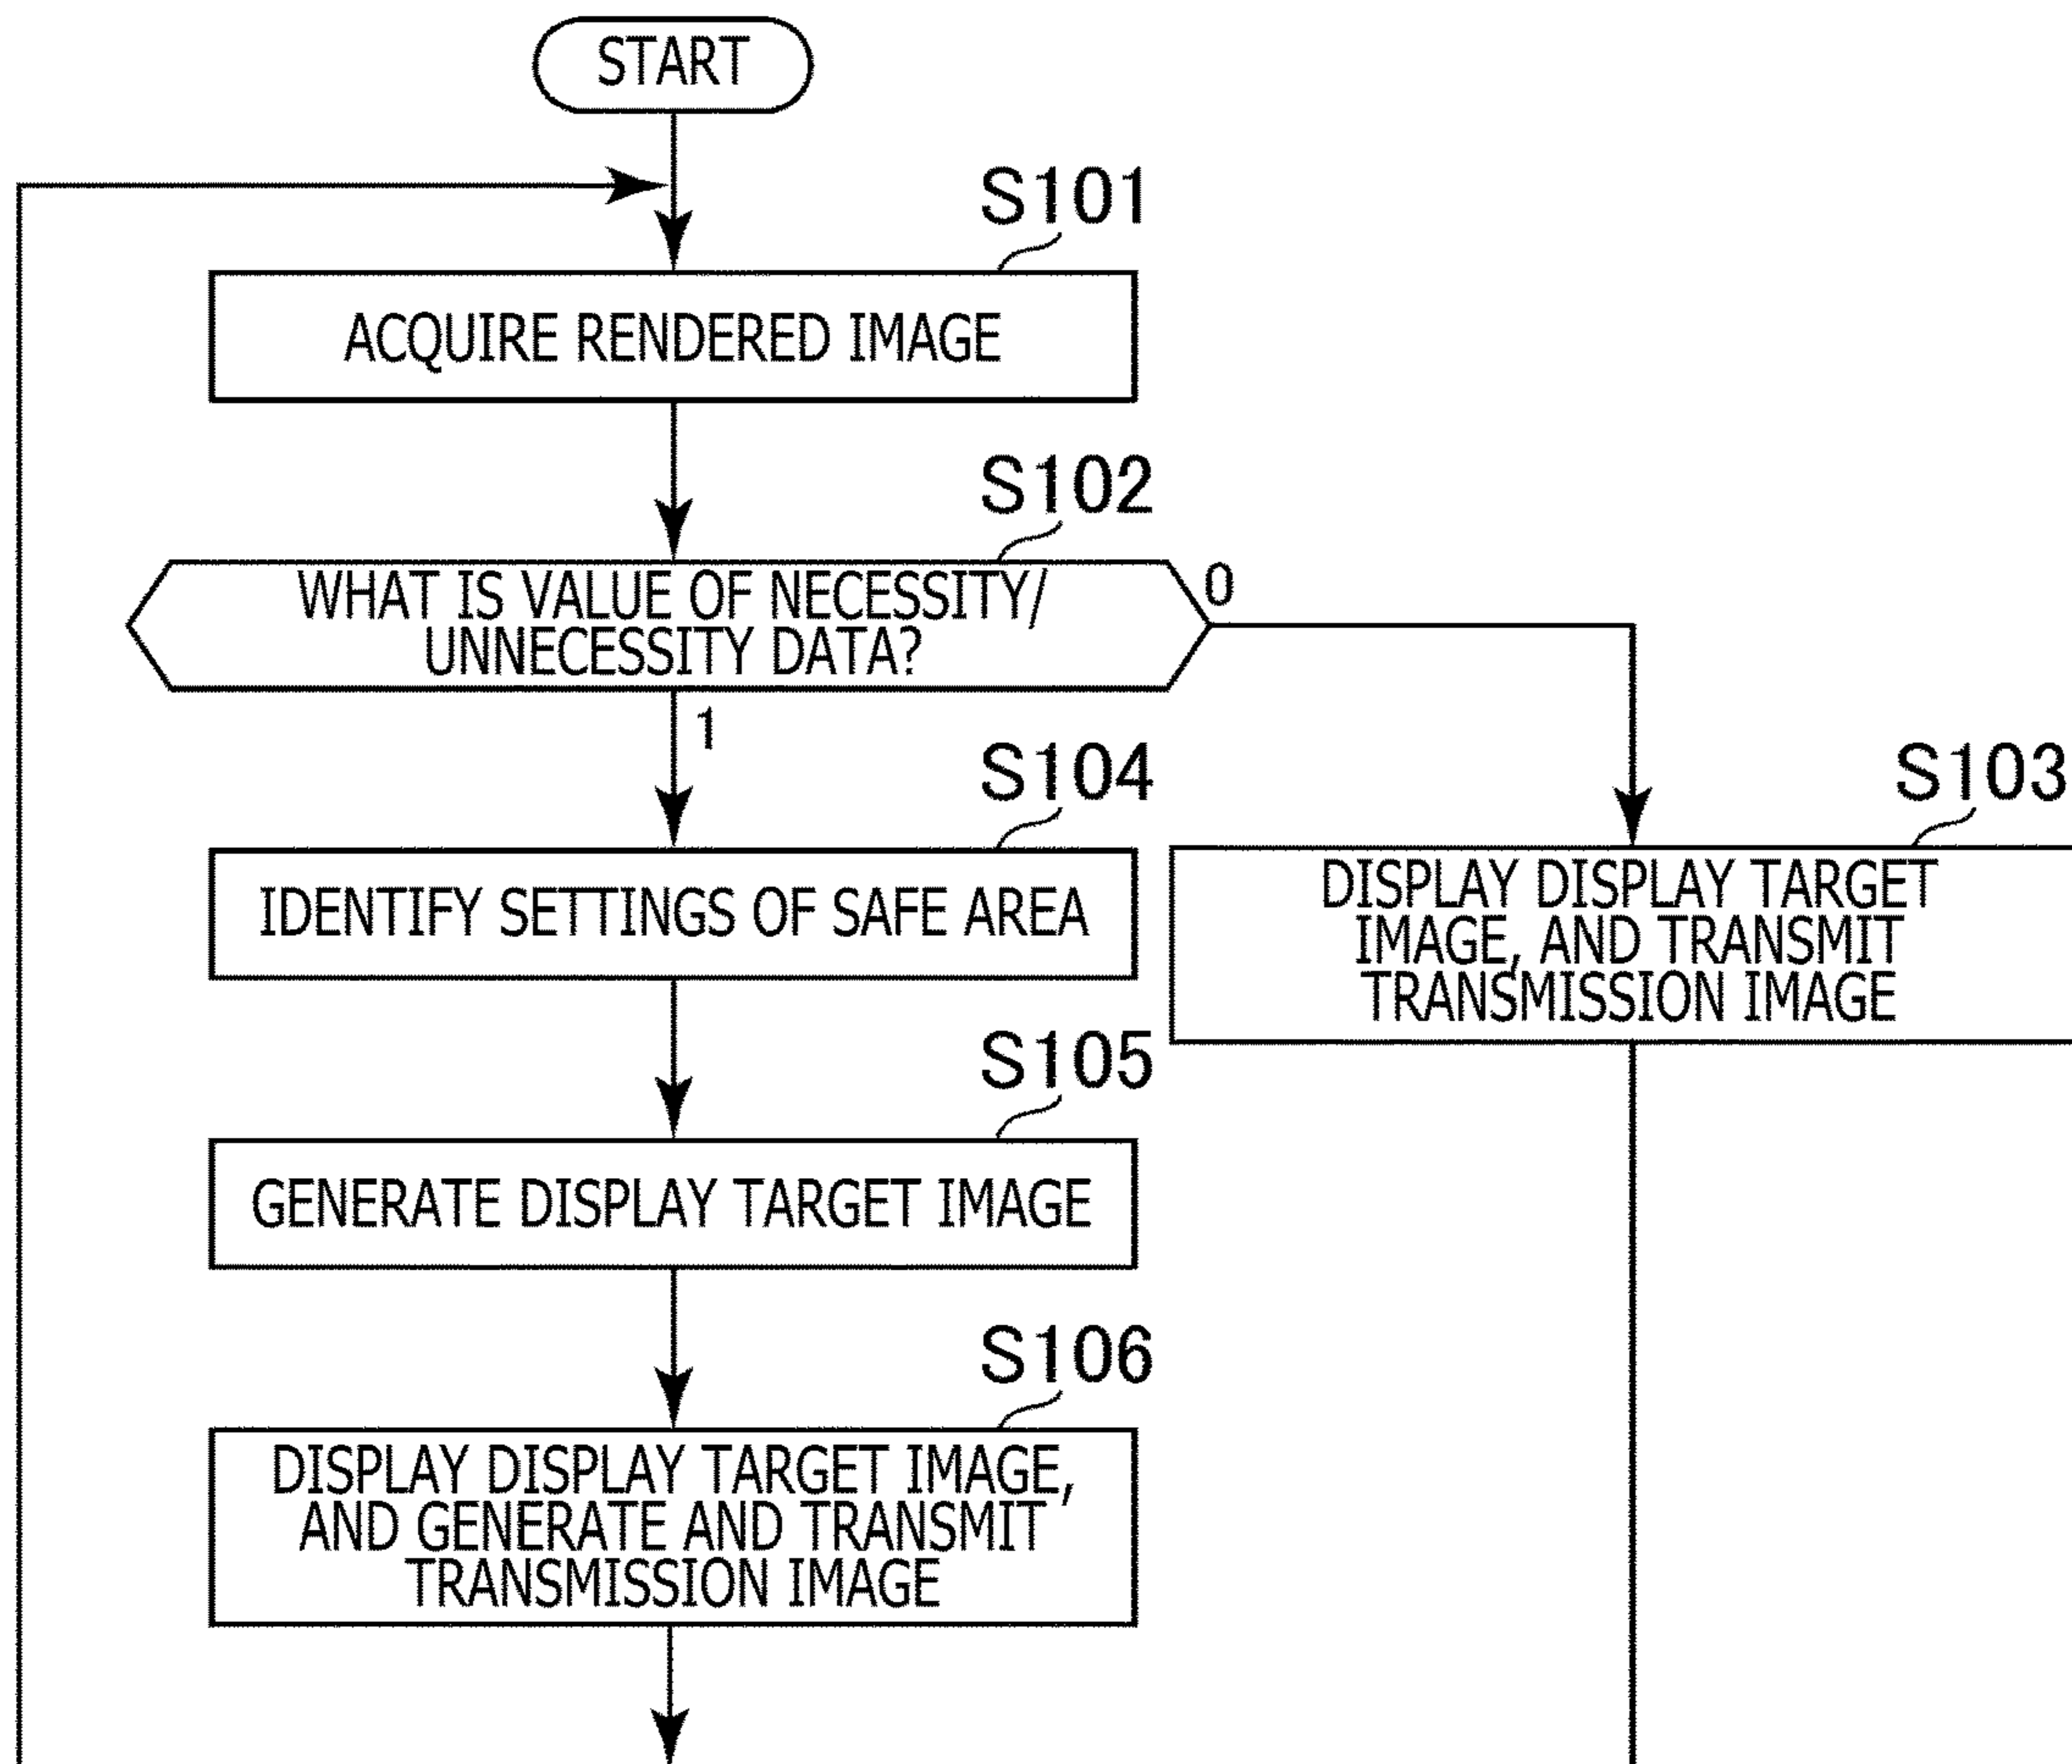 START
S101
ACQUIRE RENDERED IMAGE
S102
WHAT IS VALUE OF NECESSITY/
UNNECESSITY DATA?
0
1
S104
IDENTIFY SETTINGS OF SAFE AREA
S103
DISPLAY DISPLAY TARGET
IMAGE, AND TRANSMIT
TRANSMISSION IMAGE
S105
GENERATE DISPLAY TARGET IMAGE
S106
DISPLAY DISPLAY TARGET IMAGE,
AND GENERATE AND TRANSMIT
TRANSMISSION IMAGE